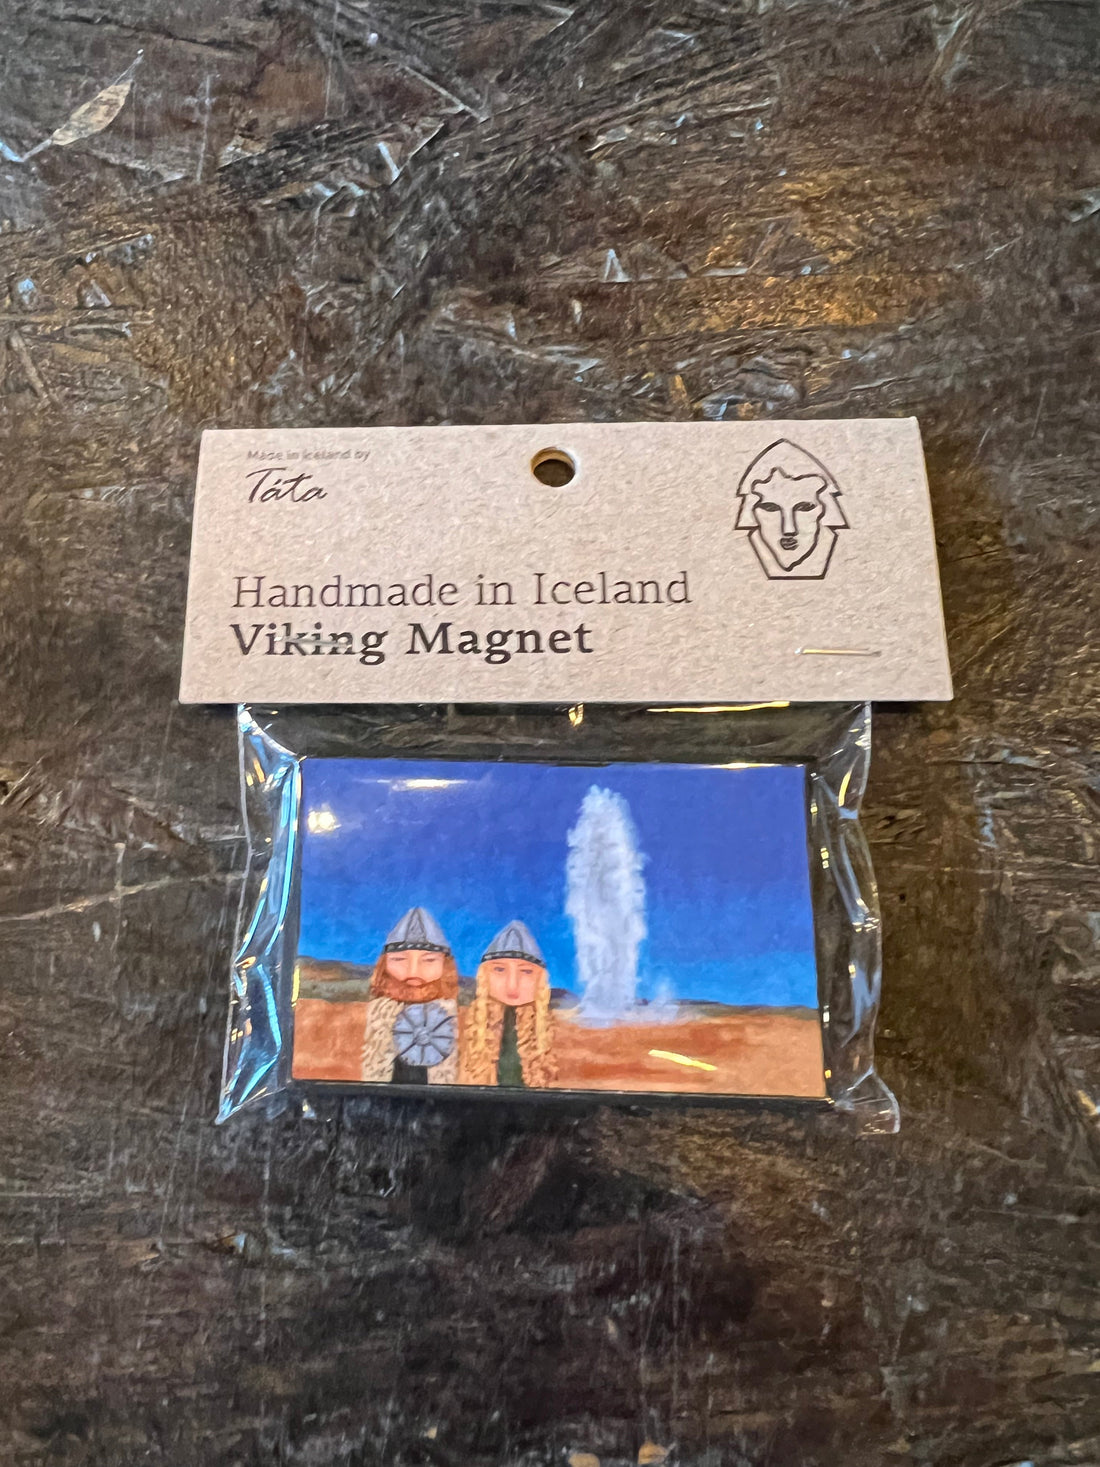 Made in Iceland by
Táta
Handmade in Iceland
Viking Magnet